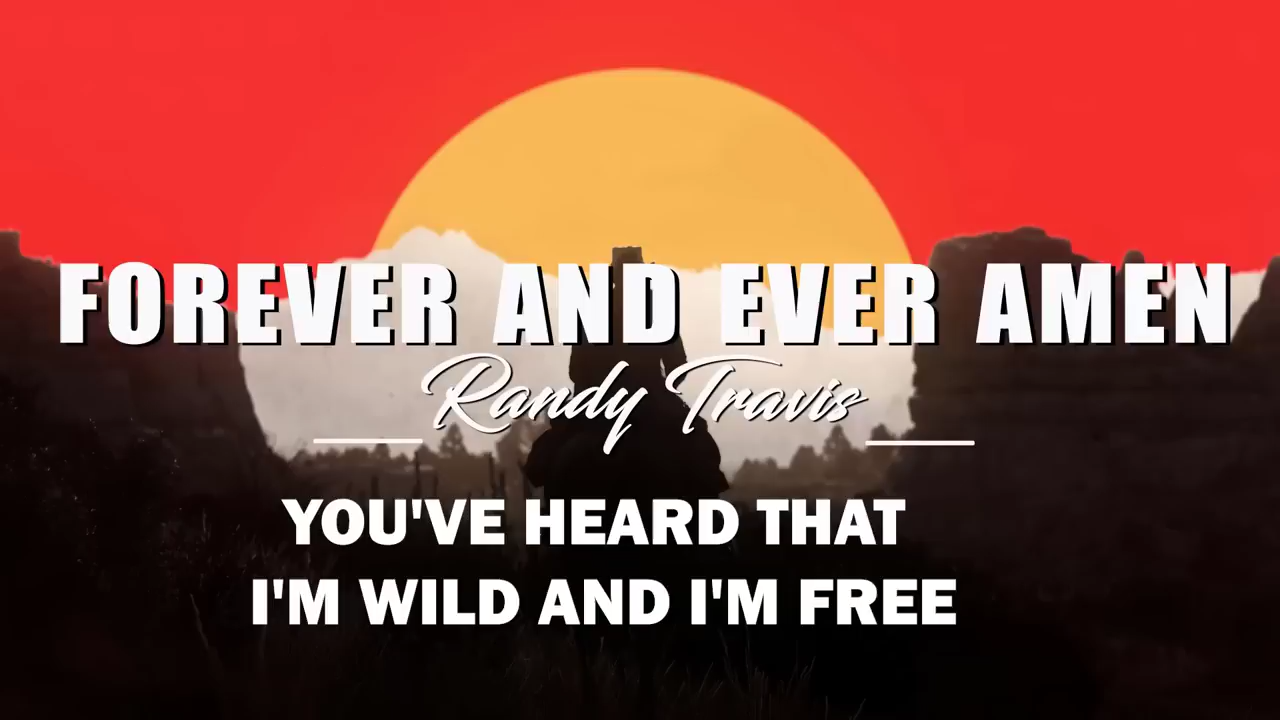 FOREVER AND EVER AMEN
Randy Travis
YOU'VE HEARD THAT
I'M WILD AND I'M FREE